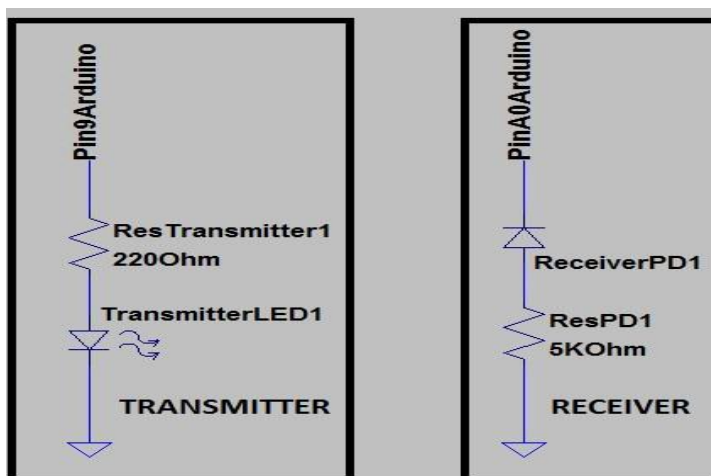 Pin9Arduino
ResTransmitter1
220Ohm
TransmitterLED1
TRANSMITTER
PinA0Arduino
ReceiverPD1
ResPD1
5KOhm
RECEIVER